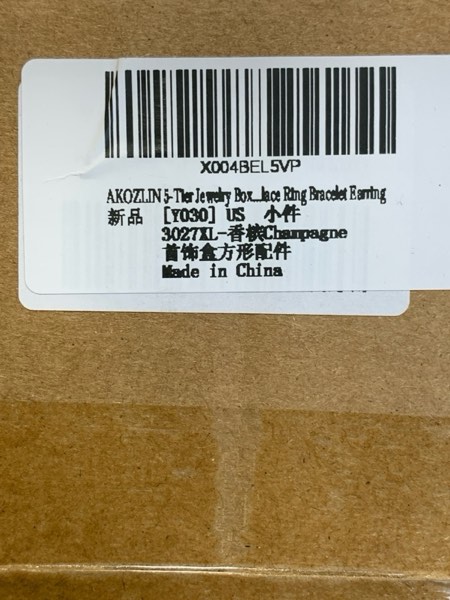 X004BEL5VP
AKOZLIN 5-Tier Jewelry Box...lace Ring Bracelet Earring
新品 [Y030] US 小件
3027XL-香槟Champagne
首饰盒方形配件
Made in China